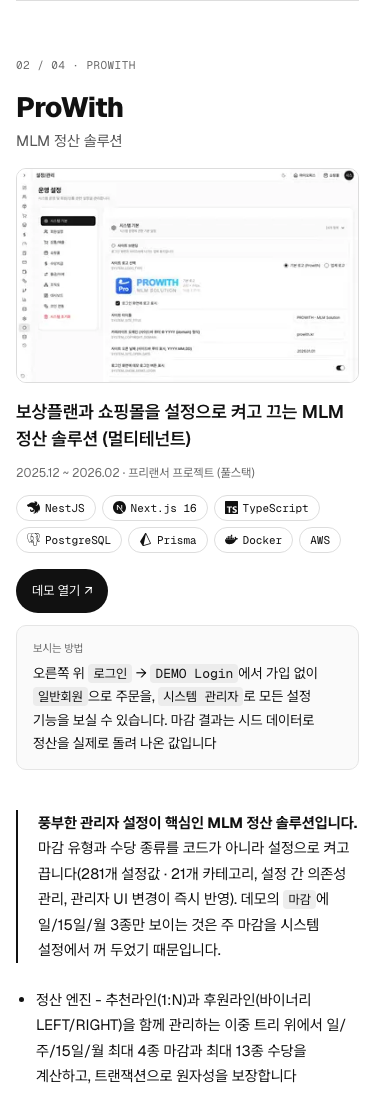 02 / 04 · PROWITH
ProWith
MLM 정산 솔루션
설정/관리
운영 설정
시스템 기본
시스템 기본
PROWITH
MLM SOLUTION
보상플랜과 쇼핑몰을 설정으로 켜고 끄는 MLM
정산 솔루션 (멀티테넌트)
2025.12 ~ 2026.02 · 프리랜서 프로젝트 (풀스택)
NestJS Next.js 16 TypeScript
PostgreSQL Prisma Docker AWS
데모 열기 ↗
보시는 방법
오른쪽 위 로그인 → DEMO Login 에서 가입 없이
일반회원 으로 주문을, 시스템 관리자 로 모든 설정
기능을 보실 수 있습니다. 마감 결과는 시드 데이터로
정산을 실제로 돌려 나온 값입니다
풍부한 관리자 설정이 핵심인 MLM 정산 솔루션입니다.
마감 유형과 수당 종류를 코드가 아니라 설정으로 켜고
끕니다(281개 설정값 · 21개 카테고리, 설정 간 의존성
관리, 관리자 UI 변경이 즉시 반영). 데모의 마감 에
일/15일/월 3종만 보이는 것은 주 마감을 시스템
설정에서 꺼 두었기 때문입니다.
• 정산 엔진 - 추천라인(1:N)과 후원라인(바이너리
LEFT/RIGHT)을 함께 관리하는 이중 트리 위에서 일/
주/15일/월 최대 4종 마감과 최대 13종 수당을
계산하고, 트랜잭션으로 원자성을 보장합니다